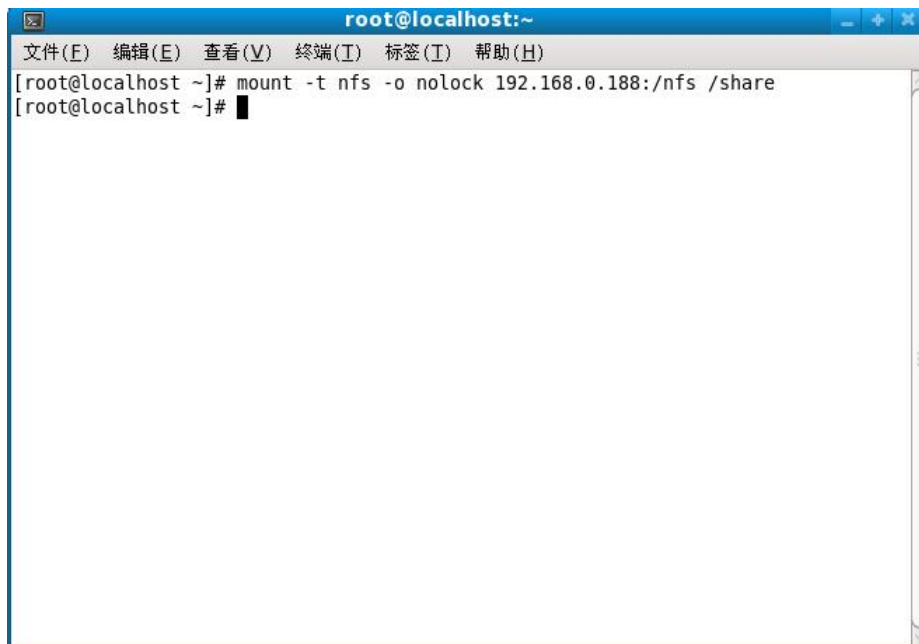 root@localhost:~
文件(F) 编辑(E) 查看(V) 终端(T) 标签(T) 帮助(H)
[root@localhost ~]# mount -t nfs -o nolock 192.168.0.188:/nfs /share
[root@localhost ~]#